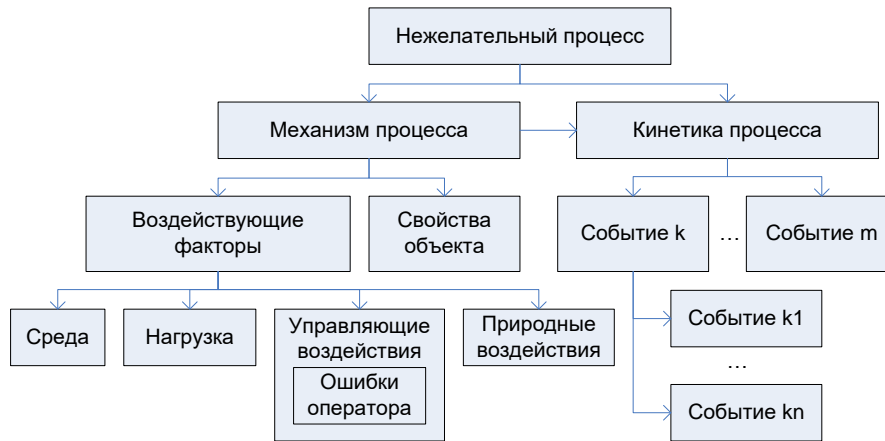 Нежелательный процесс
Механизм процесса
Кинетика процесса
Воздействующие
факторы
Свойства
объекта
Событие k
…
Событие m
Среда
Нагрузка
Управляющие
воздействия
Ошибки
оператора
Природные
воздействия
Событие k1
…
Событие kn